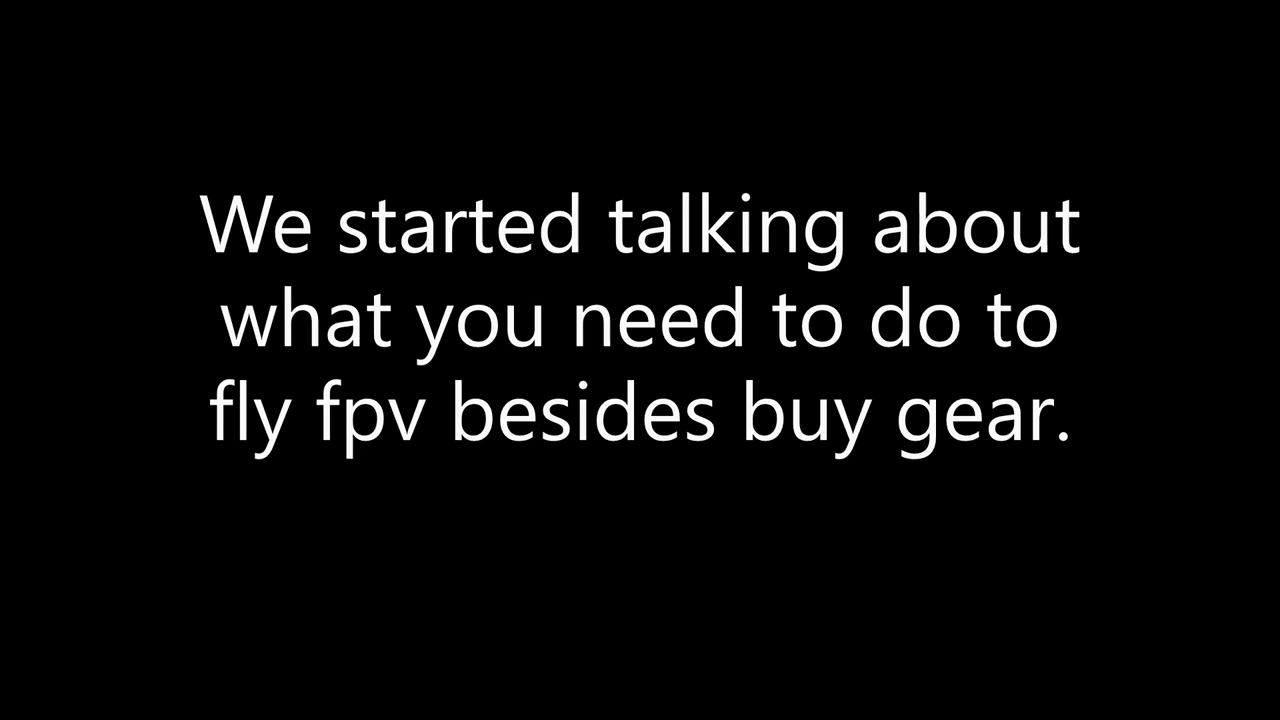 We started talking about
what you need to do to
fly fpv besides buy gear.